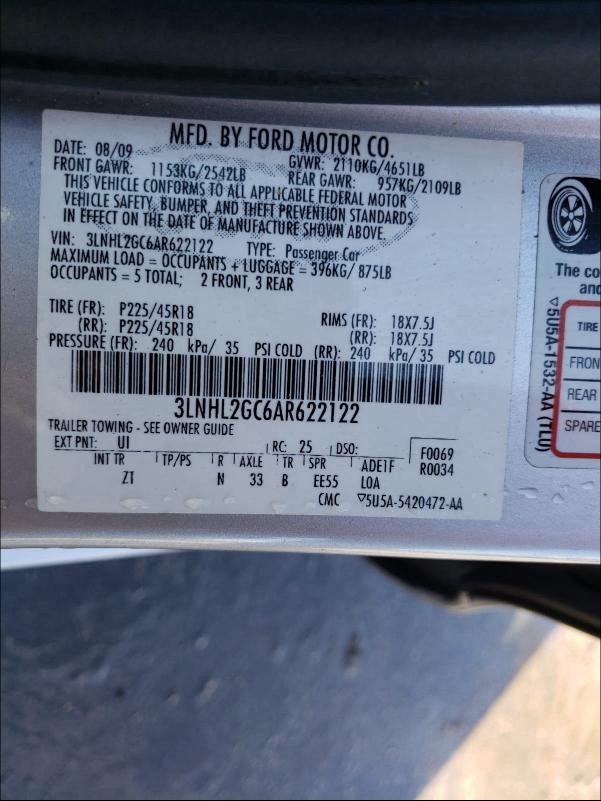 MFD. BY FORD MOTOR CO.
DATE: 08/09 GVWR: 2110KG/4651LB
FRONT GAWR: 1153KG/2542LB REAR GAWR: 957KG/2109LB
THIS VEHICLE CONFORMS TO ALL APPLICABLE FEDERAL MOTOR
VEHICLE SAFETY, BUMPER, AND THEFT PREVENTION STANDARDS
IN EFFECT ON THE DATE OF MANUFACTURE SHOWN ABOVE.
VIN: 3LNHL2GC6AR622122 TYPE: Passenger Car
MAXIMUM LOAD = OCCUPANTS + LUGGAGE = 396KG/ 875LB
OCCUPANTS = 5 TOTAL; 2 FRONT, 3 REAR
TIRE (FR): P225/45R18 RIMS (FR): 18X7.5J
(RR): P225/45R18 (RR): 18X7.5J
PRESSURE (FR): 240 kPa/ 35 PSI COLD (RR): 240 kPa/ 35 PSI COLD
3LNHL2GC6AR622122
TRAILER TOWING - SEE OWNER GUIDE
EXT PNT: UI RC: 25 DSO: F0069
INT TR TP/PS R AXLE TR SPR ADE1F R0034
ZT N 33 B EE55 LOA
CMC ▽5U5A-5420472-AA
The co
and
TIRE
FRON
REAR
SPARE
▽5U5A-1532-AA (TLU)